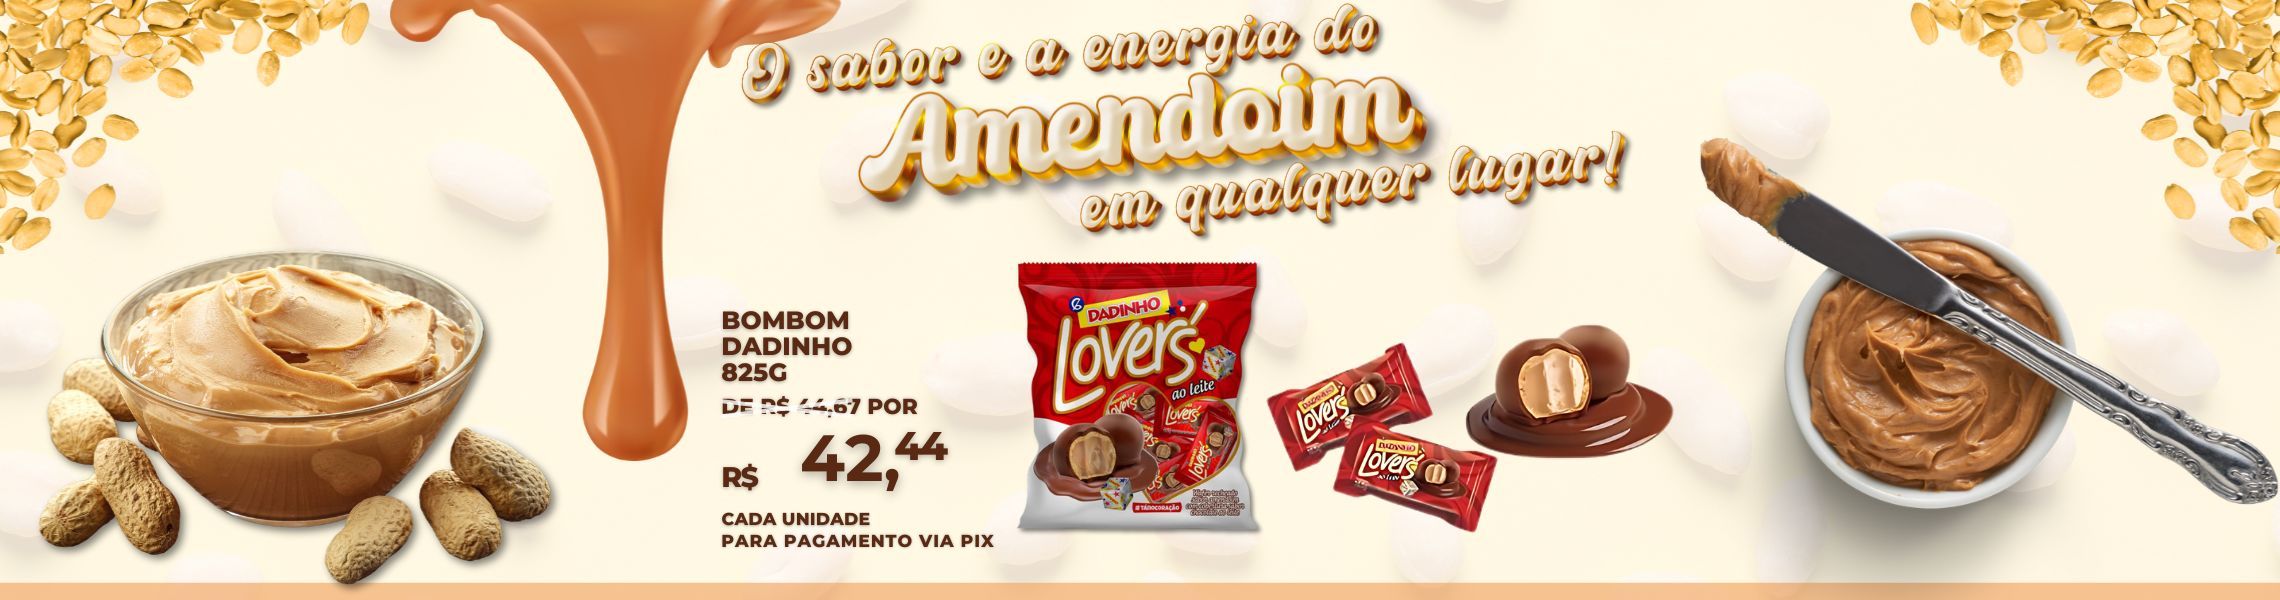 O sabor e a energia do
Amendoim
em qualquer lugar!
BOMBOM
DADINHO
825G
DE R$ 44,67 POR
R$ 42,44
CADA UNIDADE
PARA PAGAMENTO VIA PIX
DADINHO
Lovers
ao leite
#TÁNOCORAÇÃO
DADINHO
Lovers
DADINHO
Lovers